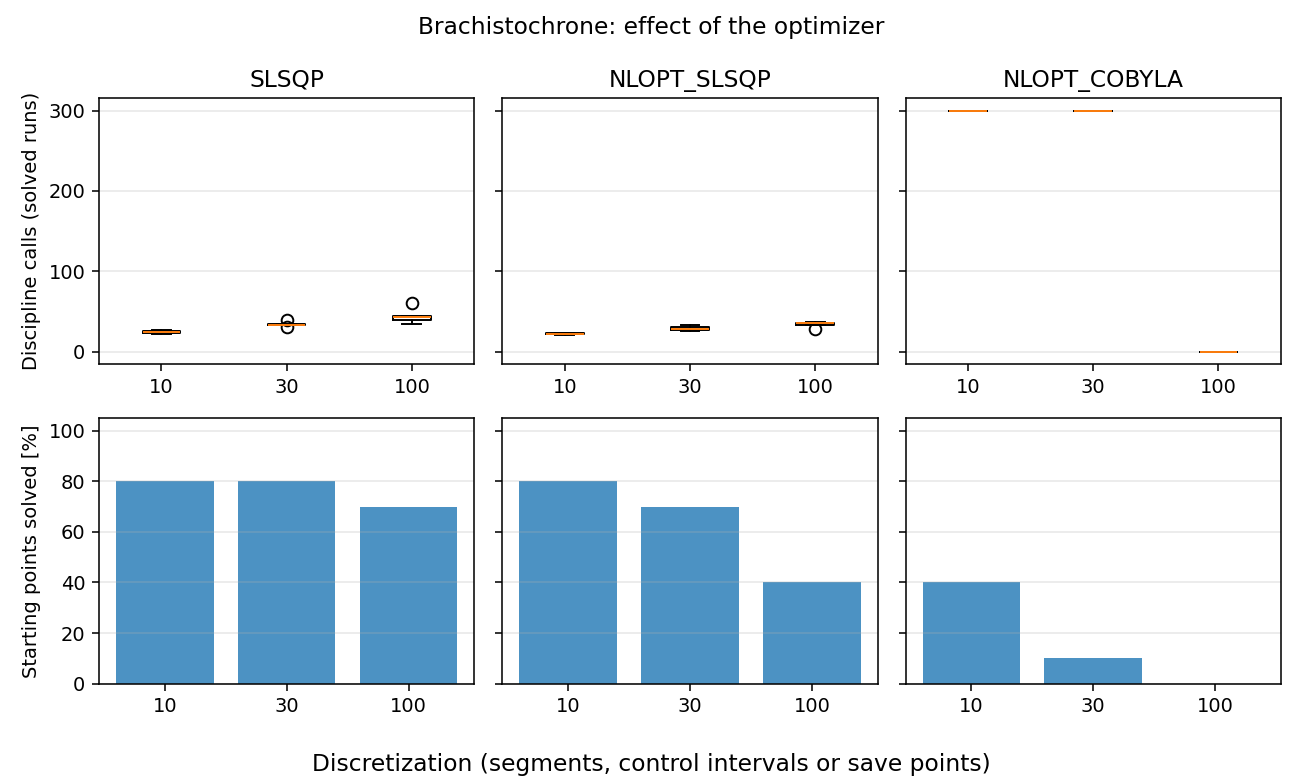 Brachistochrone: effect of the optimizer
SLSQP
NLOPT_SLSQP
NLOPT_COBYLA
Discipline calls (solved runs)
300
200
100
0
10 30 100
10 30 100
10 30 100
Starting points solved [%]
100
80
60
40
20
0
10 30 100
10 30 100
10 30 100
Discretization (segments, control intervals or save points)